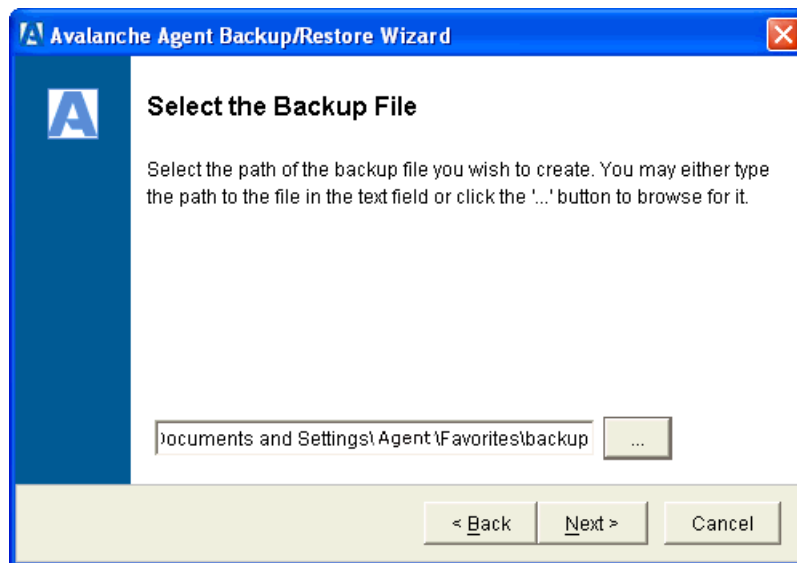 Avalanche Agent Backup/Restore Wizard
Select the Backup File
Select the path of the backup file you wish to create. You may either type
the path to the file in the text field or click the '...' button to browse for it.
ocuments and Settings\ Agent \Favorites\backup
...
< Back
Next >
Cancel